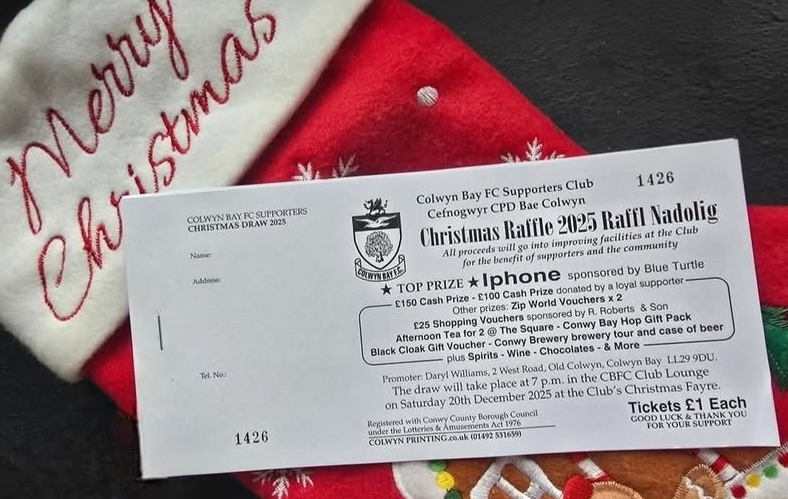 Merry
Christmas
COLWYN BAY FC SUPPORTERS
CHRISTMAS DRAW 2025
Name:
Address:
Tel. No.:
1426
1426
Colwyn Bay FC Supporters Club
Cefnogwyr CPD Bae Colwyn
Christmas Raffle 2025 Raffl Nadolig
All proceeds will go into improving facilities at the Club
for the benefit of supporters and the community
COLWYN BAY F.C.
★ TOP PRIZE ★ Iphone sponsored by Blue Turtle
£150 Cash Prize - £100 Cash Prize donated by a loyal supporter
Other prizes: Zip World Vouchers x 2
£25 Shopping Vouchers sponsored by R. Roberts & Son
Afternoon Tea for 2 @ The Square - Conwy Bay Hop Gift Pack
Black Cloak Gift Voucher - Conwy Brewery brewery tour and case of beer
plus Spirits - Wine - Chocolates - & More
Promoter: Daryl Williams, 2 West Road, Old Colwyn, Colwyn Bay LL29 9DU.
The draw will take place at 7 p.m. in the CBFC Club Lounge
on Saturday 20th December 2025 at the Club's Christmas Fayre.
Registered with Conwy County Borough Council
under the Lotteries & Amusements Act 1976
COLWYN PRINTING.co.uk (01492 531659)
Tickets £1 Each
GOOD LUCK & THANK YOU
FOR YOUR SUPPORT